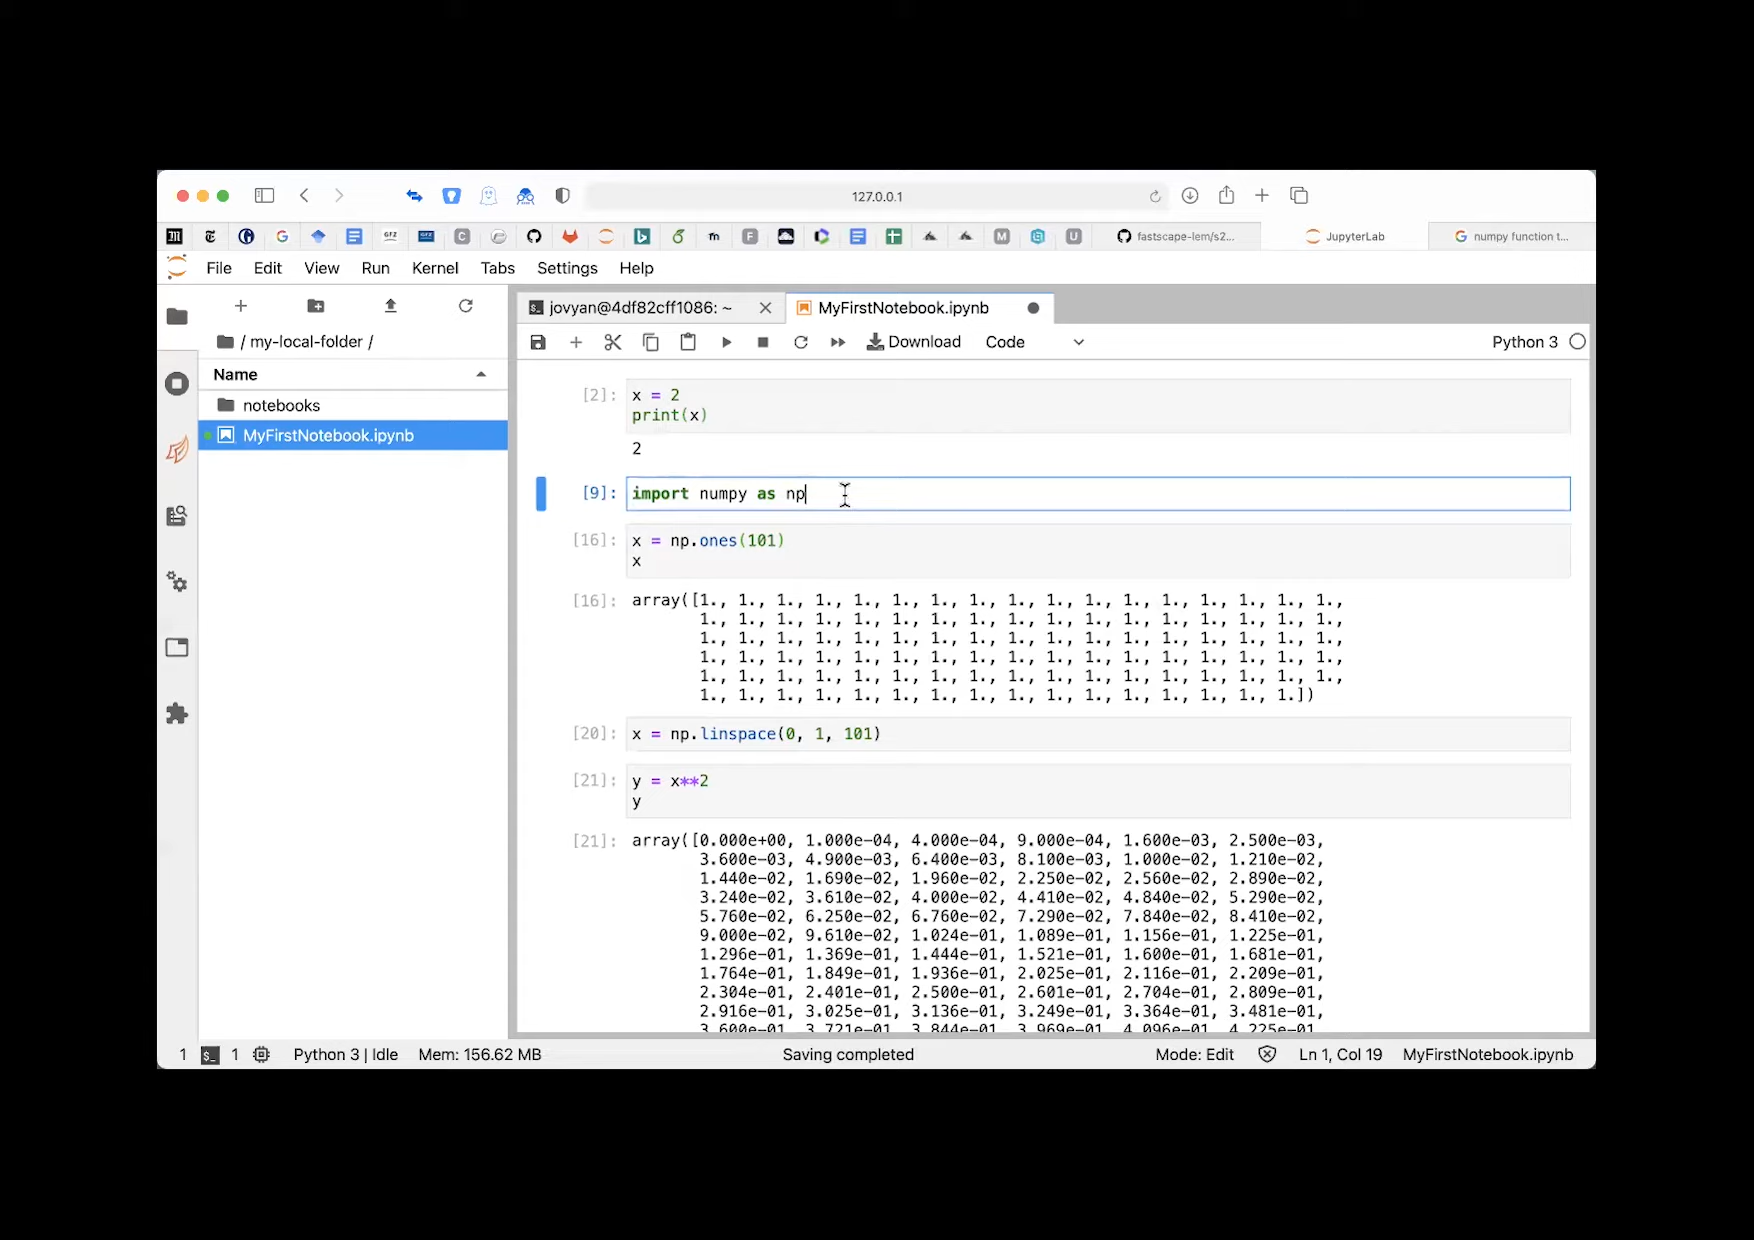 127.0.0.1
fastscape-lem/s2...
JupyterLab
numpy function t...
File Edit View Run Kernel Tabs Settings Help
jovyan@4df82cff1086: ~
MyFirstNotebook.ipynb
/ my-local-folder /
Download
Code
Python 3
Name
notebooks
MyFirstNotebook.ipynb
[2]: x = 2
print(x)
2
[9]: import numpy as np
[16]: x = np.ones(101)
x
[16]: array([1., 1., 1., 1., 1., 1., 1., 1., 1., 1., 1., 1., 1., 1., 1., 1., 1.,
1., 1., 1., 1., 1., 1., 1., 1., 1., 1., 1., 1., 1., 1., 1., 1., 1.,
1., 1., 1., 1., 1., 1., 1., 1., 1., 1., 1., 1., 1., 1., 1., 1., 1.,
1., 1., 1., 1., 1., 1., 1., 1., 1., 1., 1., 1., 1., 1., 1., 1., 1.,
1., 1., 1., 1., 1., 1., 1., 1., 1., 1., 1., 1., 1., 1., 1., 1., 1.,
1., 1., 1., 1., 1., 1., 1., 1., 1., 1., 1., 1., 1., 1., 1., 1.])
[20]: x = np.linspace(0, 1, 101)
[21]: y = x**2
y
[21]: array([0.000e+00, 1.000e-04, 4.000e-04, 9.000e-04, 1.600e-03, 2.500e-03,
3.600e-03, 4.900e-03, 6.400e-03, 8.100e-03, 1.000e-02, 1.210e-02,
1.440e-02, 1.690e-02, 1.960e-02, 2.250e-02, 2.560e-02, 2.890e-02,
3.240e-02, 3.610e-02, 4.000e-02, 4.410e-02, 4.840e-02, 5.290e-02,
5.760e-02, 6.250e-02, 6.760e-02, 7.290e-02, 7.840e-02, 8.410e-02,
9.000e-02, 9.610e-02, 1.024e-01, 1.089e-01, 1.156e-01, 1.225e-01,
1.296e-01, 1.369e-01, 1.444e-01, 1.521e-01, 1.600e-01, 1.681e-01,
1.764e-01, 1.849e-01, 1.936e-01, 2.025e-01, 2.116e-01, 2.209e-01,
2.304e-01, 2.401e-01, 2.500e-01, 2.601e-01, 2.704e-01, 2.809e-01,
2.916e-01, 3.025e-01, 3.136e-01, 3.249e-01, 3.364e-01, 3.481e-01,
3.600e-01, 3.721e-01, 3.844e-01, 3.969e-01, 4.096e-01, 4.225e-01
1 1 Python 3 | Idle Mem: 156.62 MB Saving completed Mode: Edit Ln 1, Col 19 MyFirstNotebook.ipynb